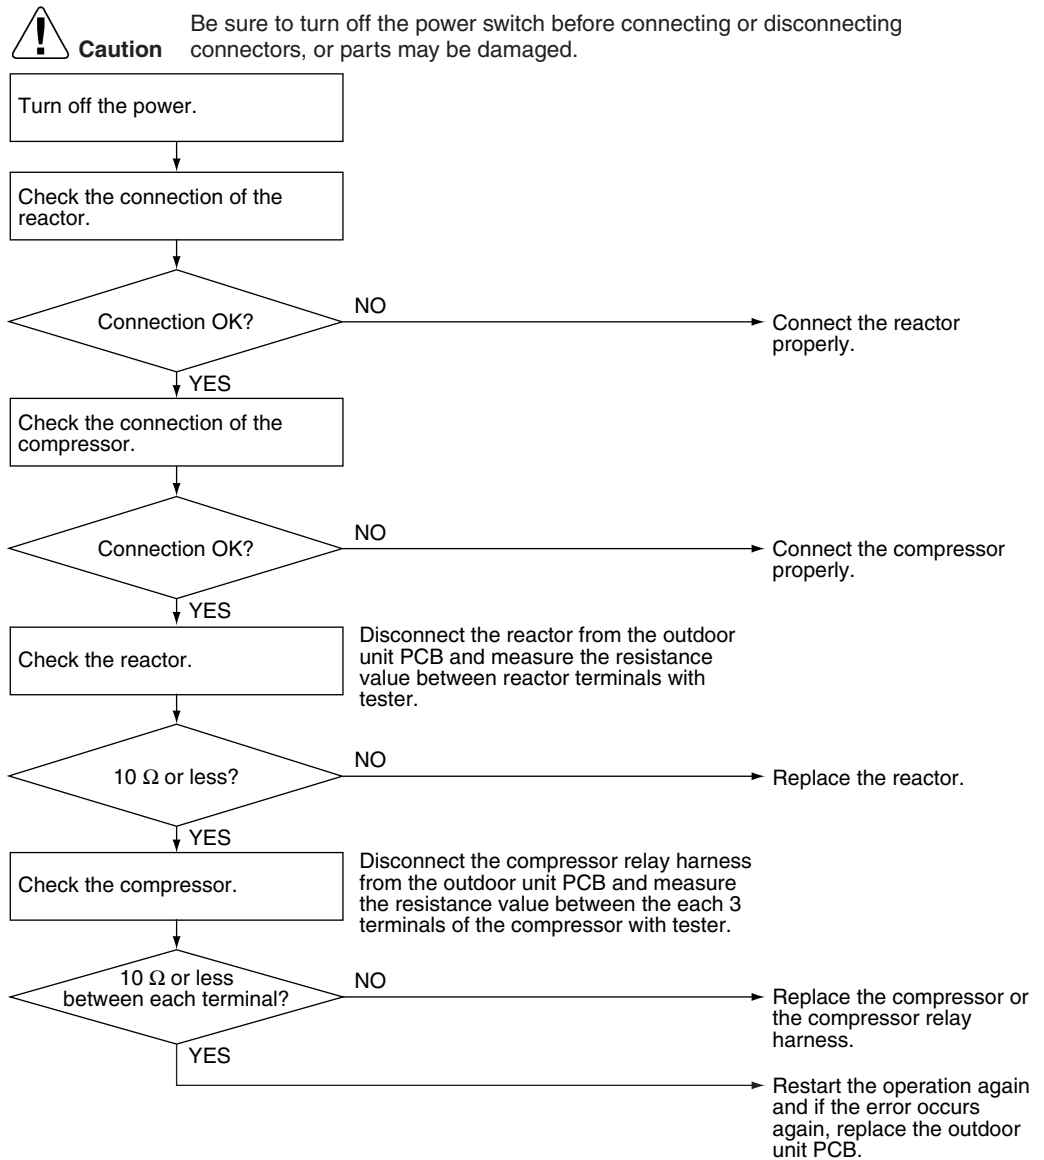 Be sure to turn off the power switch before connecting or disconnecting
Caution connectors, or parts may be damaged.
Turn off the power.
Check the connection of the
reactor.
Connection OK?
NO
Connect the reactor
properly.
YES
Check the connection of the
compressor.
Connection OK?
NO
Connect the compressor
properly.
YES
Check the reactor.
Disconnect the reactor from the outdoor
unit PCB and measure the resistance
value between reactor terminals with
tester.
10 Ω or less?
NO
Replace the reactor.
YES
Check the compressor.
Disconnect the compressor relay harness
from the outdoor unit PCB and measure
the resistance value between the each 3
terminals of the compressor with tester.
10 Ω or less
between each terminal?
NO
Replace the compressor or
the compressor relay
harness.
YES
Restart the operation again
and if the error occurs
again, replace the outdoor
unit PCB.